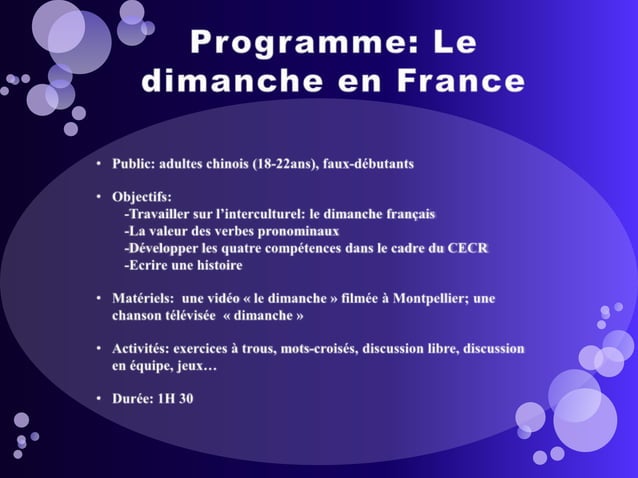 Programme: Le
dimanche en France
• Public: adultes chinois (18-22ans), faux-débutants
• Objectifs:
-Travailler sur l'interculturel: le dimanche français
-La valeur des verbes pronominaux
-Développer les quatre compétences dans le cadre du CECR
-Ecrire une histoire
• Matériels: une vidéo « le dimanche » filmée à Montpellier; une
chanson télévisée « dimanche »
• Activités: exercices à trous, mots-croisés, discussion libre, discussion
en équipe, jeux…
• Durée: 1H 30